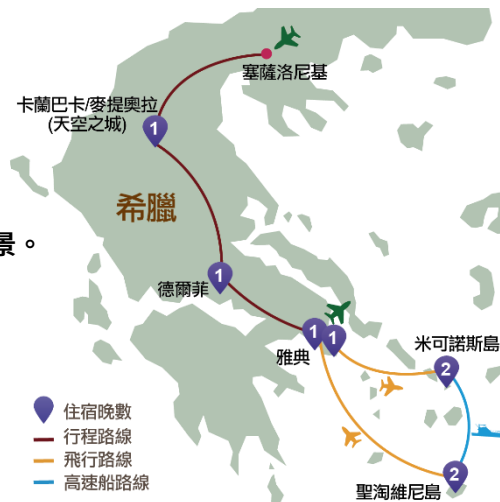 塞薩洛尼基
卡蘭巴卡/麥提奧拉
(天空之城)
1
希臘
景。
1
德爾菲
1
1
雅典
米可諾斯島
2
2
聖淘維尼島
住宿晚數
行程路線
飛行路線
高速船路線